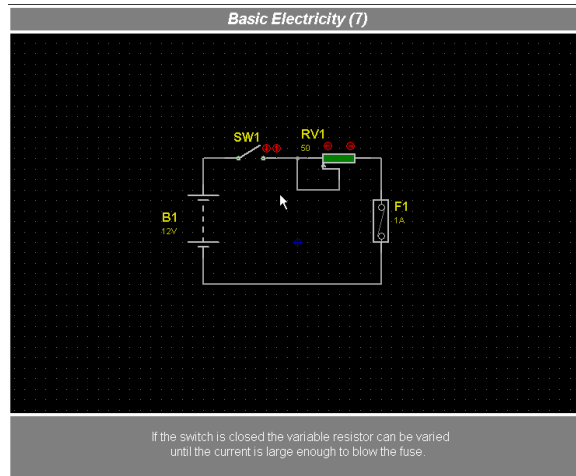 Basic Electricity (7)
SW1
RV1
50
B1
12V
F1
1A
If the switch is closed the variable resistor can be varied
until the current is large enough to blow the fuse.